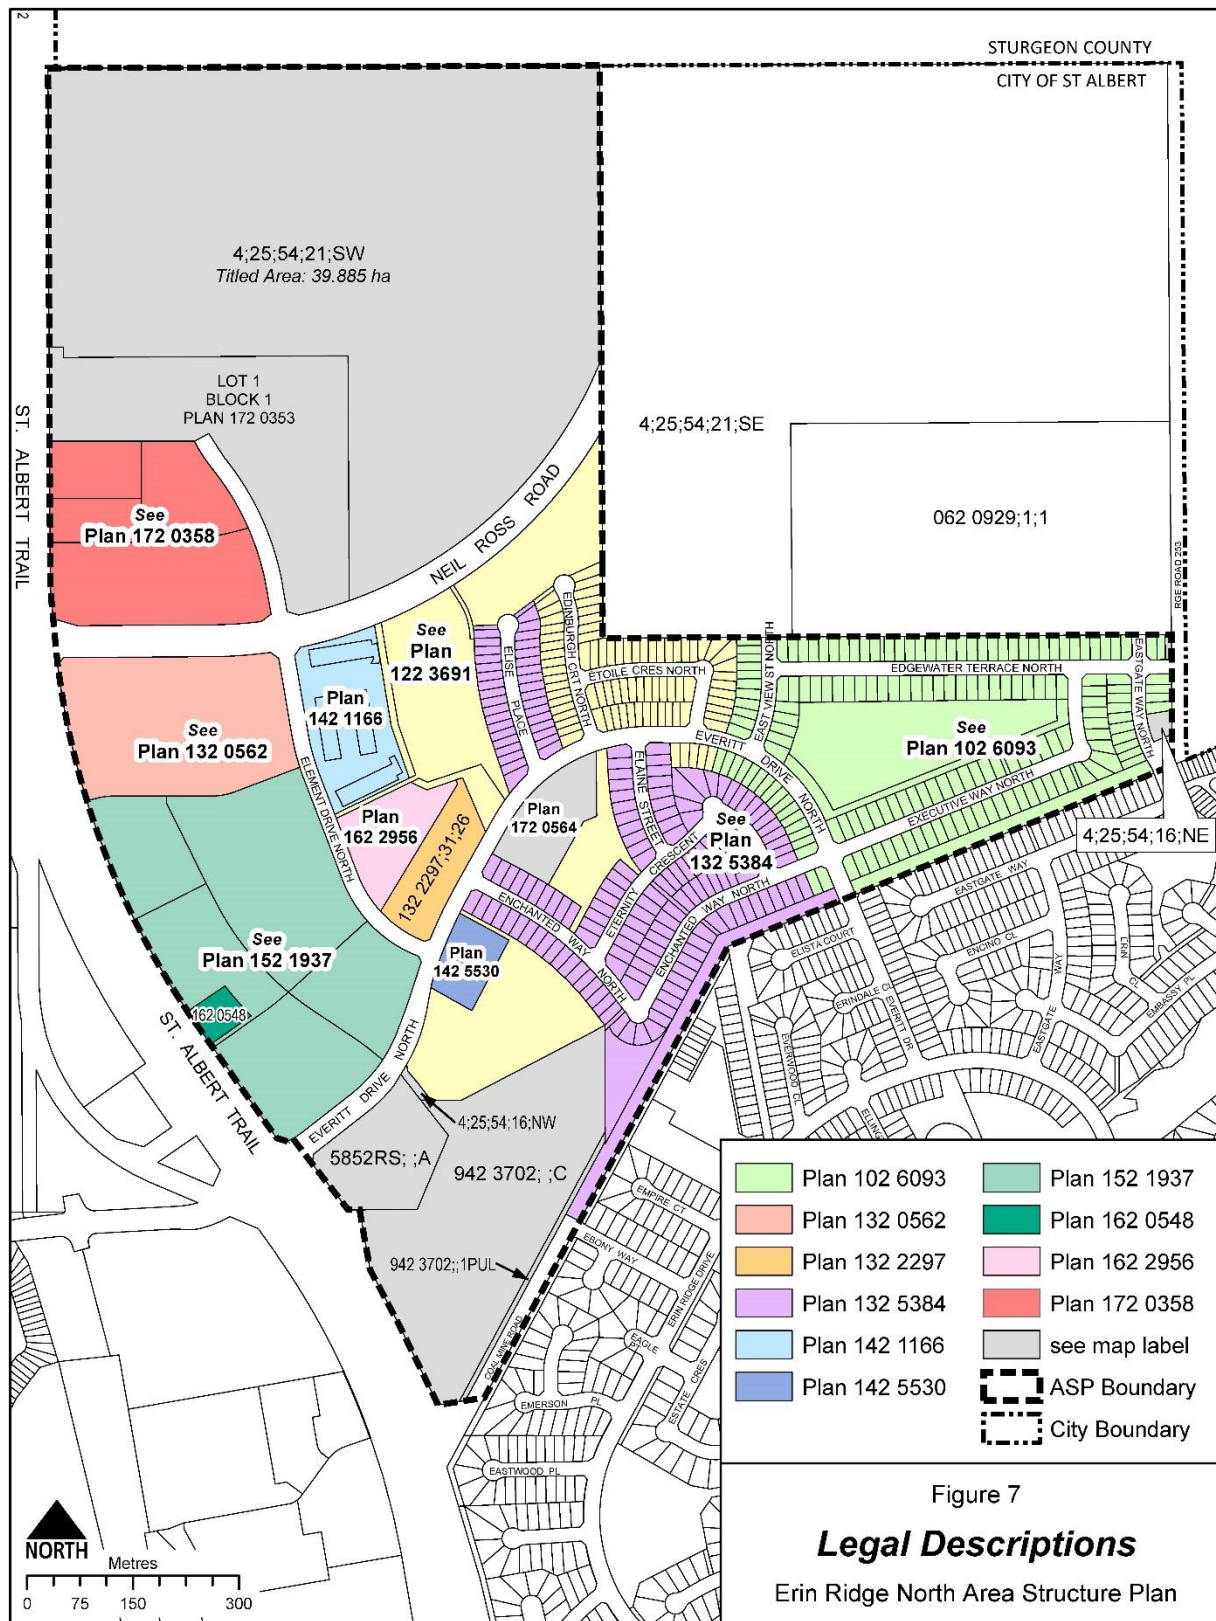 2
STURGEON COUNTY
CITY OF ST ALBERT
4;25;54;21;SW
Titled Area: 39.885 ha
LOT 1
BLOCK 1
PLAN 172 0353
4;25;54;21;SE
062 0929;1;1
RGE ROAD 253
ST. ALBERT TRAIL
See
Plan 172 0358
NEIL ROSS ROAD
See
Plan
122 3691
ELISE PLACE
EDINBURGH CRT NORTH
ETOILE CRES NORTH
EAST VIEW ST NORTH
EDGEWATER TERRACE NORTH
EASTGATE WAY NORTH
See
Plan 132 0562
Plan
142 1166
ELEMENT DRIVE NORTH
EVERITT DRIVE NORTH
See
Plan 102 6093
EXECUTIVE WAY NORTH
Plan
162 2956
132 2297;31;26
Plan
172 0564
ELAINE STREET
ETERNITY CRESCENT
See
Plan
132 5384
ENCHANTED WAY NORTH
ENCHANTED WAY NORTH
4;25;54;16;NE
See
Plan 152 1937
162 0548
Plan
142 5530
EVERITT DRIVE NORTH
ST. ALBERT TRAIL
4;25;54;16;NW
5852RS; ;A
942 3702; ;C
942 3702;;1PUL
COAL MINE ROAD
EASTGATE WAY
ELISTA COURT
ENCINO CL
ERIN CL
EMBASSY PL
ERINDALE CL
EVERITT DR
EASTGATE WAY
EVERWOOD CL
ELLING
EMPIRE CT
EBONY WAY
ERIN RIDGE DRIVE
EAGLE PL
ESTATE CRES
EMERSON PL
EASTWOOD PL
Plan 102 6093
Plan 132 0562
Plan 132 2297
Plan 132 5384
Plan 142 1166
Plan 142 5530
Plan 152 1937
Plan 162 0548
Plan 162 2956
Plan 172 0358
see map label
ASP Boundary
City Boundary
Figure 7
Legal Descriptions
Erin Ridge North Area Structure Plan
NORTH
Metres
0 75 150 300